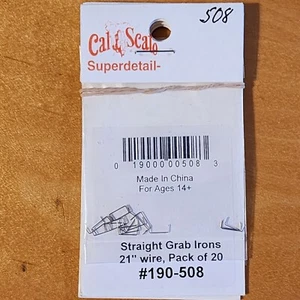 508
Cal Scale
Superdetail-
0 19000 00508 3
Made In China
For Ages 14+
Straight Grab Irons
21" wire, Pack of 20
#190-508